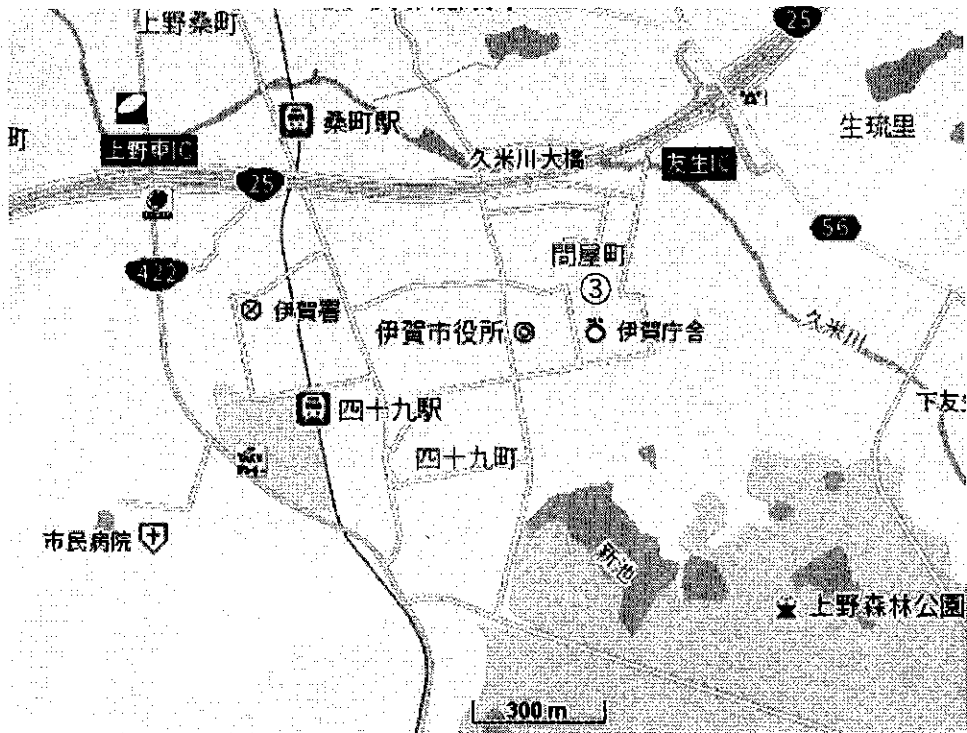 25
上野桑町
桑町駅
生琉里
町
上野東IC
久米川大橋
友生IC
25
56
422
問屋町
③
伊賀署
伊賀市役所
伊賀庁舎
久米川
四十九駅
下友生
四十九町
市民病院
新池
上野森林公園
300 m